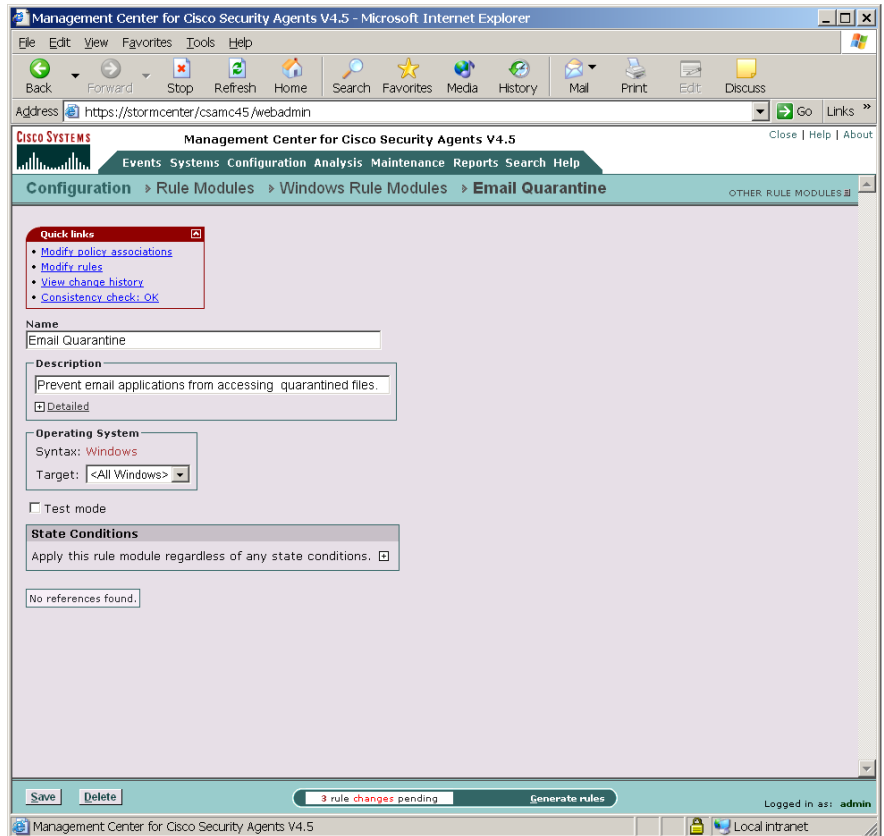 Management Center for Cisco Security Agents V4.5 - Microsoft Internet Explorer
File Edit View Favorites Tools Help
Back Forward Stop Refresh Home Search Favorites Media History Mail Print Edit Discuss
Address https://stormcenter/csamc45/webadmin Go Links »
CISCO SYSTEMS Management Center for Cisco Security Agents V4.5 Close | Help | About
Events Systems Configuration Analysis Maintenance Reports Search Help
Configuration > Rule Modules > Windows Rule Modules > Email Quarantine OTHER RULE MODULES
Quick links
• Modify policy associations
• Modify rules
• View change history
• Consistency check: OK
Name
Email Quarantine
Description
Prevent email applications from accessing quarantined files.
Detailed
Operating System
Syntax: Windows
Target: <All Windows>
Test mode
State Conditions
Apply this rule module regardless of any state conditions.
No references found.
Save Delete 3 rule changes pending Generate rules Logged in as: admin
Management Center for Cisco Security Agents V4.5 Local intranet